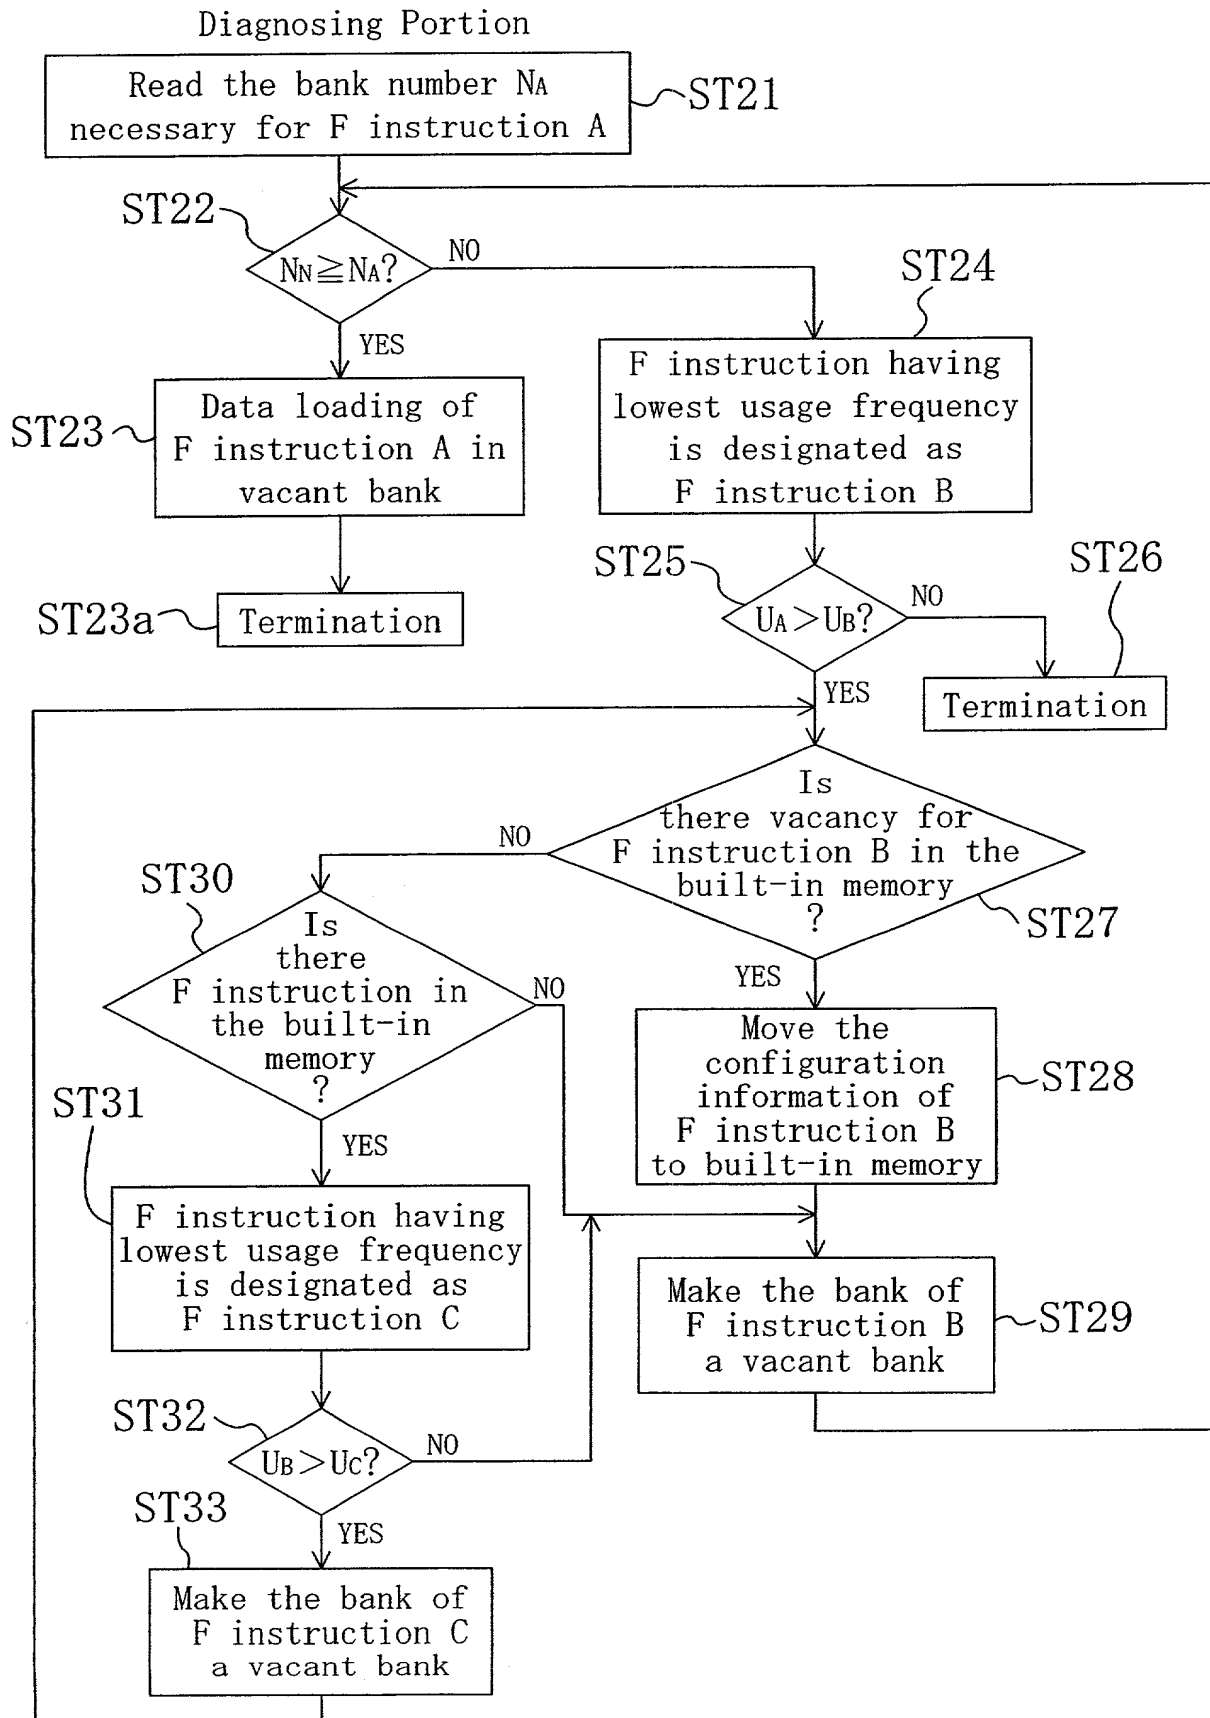 Diagnosing Portion
Read the bank number NA
necessary for F instruction A
ST21
ST22
NN≧NA?
NO
YES
ST23
Data loading of
F instruction A in
vacant bank
ST23a
Termination
ST24
F instruction having
lowest usage frequency
is designated as
F instruction B
ST25
UA>UB?
NO
YES
ST26
Termination
Is
there vacancy for
F instruction B in the
built-in memory
?
NO
YES
ST27
ST30
Is
there
F instruction in
the built-in
memory
?
NO
YES
Move the
configuration
information of
F instruction B
to built-in memory
ST28
ST31
F instruction having
lowest usage frequency
is designated as
F instruction C
Make the bank of
F instruction B
a vacant bank
ST29
ST32
UB>UC?
NO
YES
ST33
Make the bank of
F instruction C
a vacant bank